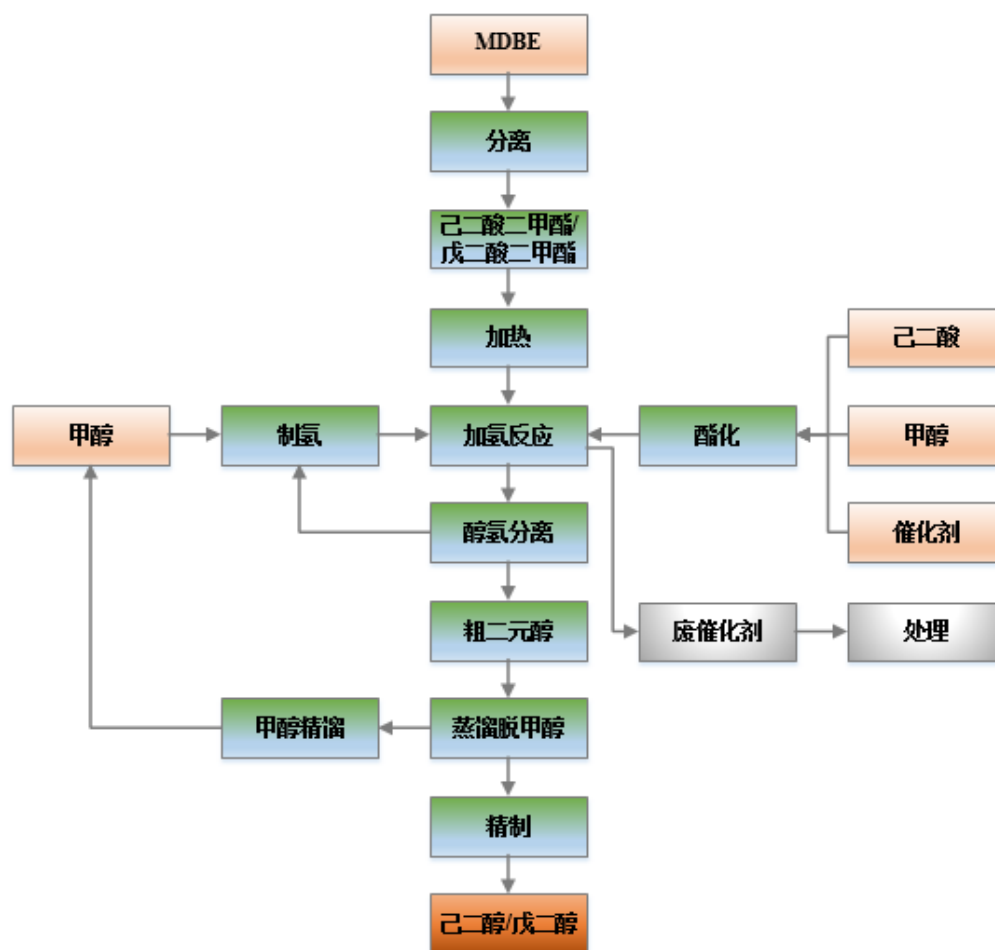 MDBE
分离
己二酸二甲酯/
戊二酸二甲酯
加热
己二酸
甲醇
制氢
加氢反应
酯化
甲醇
醇氢分离
催化剂
粗二元醇
废催化剂
处理
甲醇精溜
蒸溜脱甲醇
精制
己二醇/戊二醇